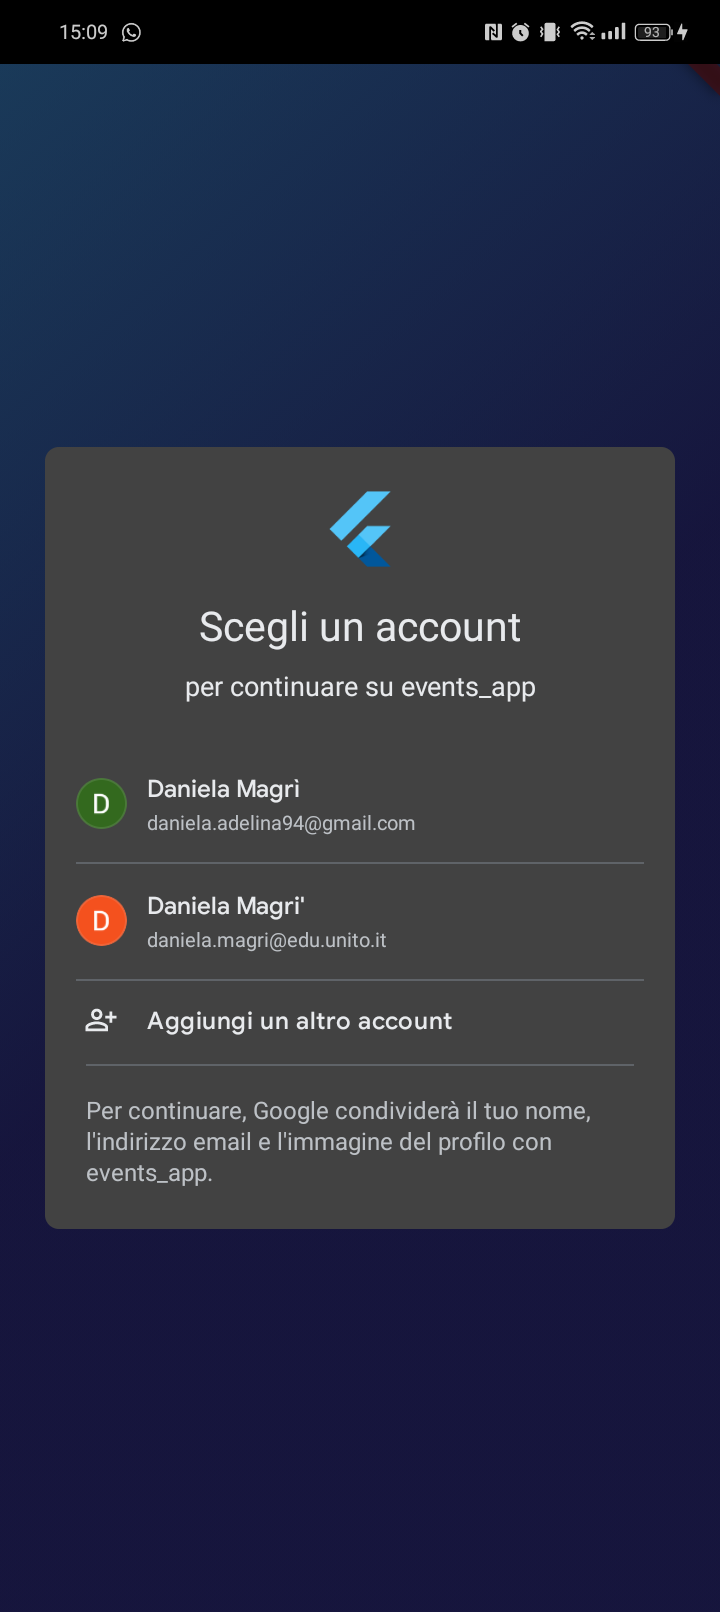 15:09
93
Scegli un account
per continuare su events_app
D
Daniela Magrì
daniela.adelina94@gmail.com
D
Daniela Magri'
daniela.magri@edu.unito.it
Aggiungi un altro account
Per continuare, Google condividerà il tuo nome,
l'indirizzo email e l'immagine del profilo con
events_app.